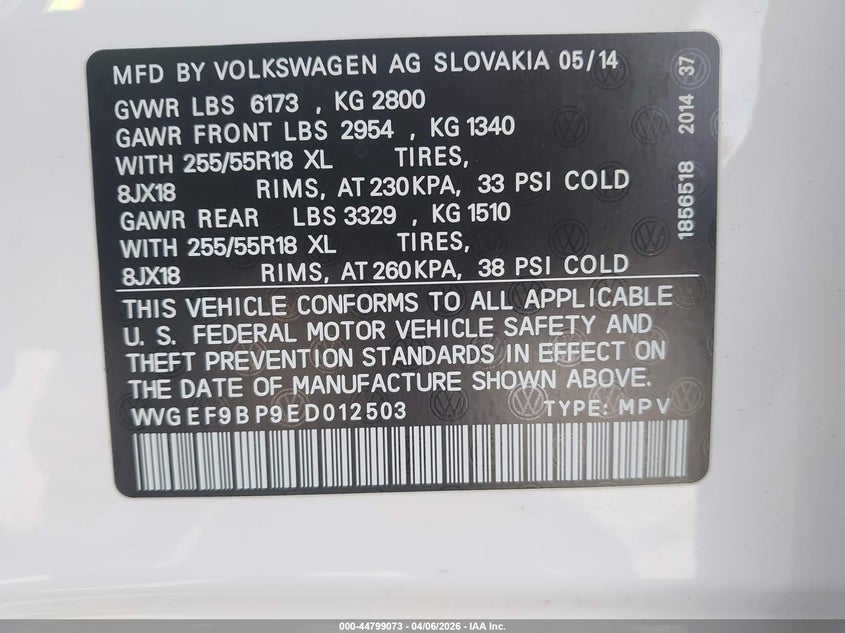 MFD BY VOLKSWAGEN AG SLOVAKIA 05/14
GVWR LBS 6173 , KG 2800
GAWR FRONT LBS 2954 , KG 1340
WITH 255/55R18 XL TIRES,
8JX18 RIMS, AT 230 KPA, 33 PSI COLD
GAWR REAR LBS 3329 , KG 1510
WITH 255/55R18 XL TIRES,
8JX18 RIMS, AT 260 KPA, 38 PSI COLD
THIS VEHICLE CONFORMS TO ALL APPLICABLE
U. S. FEDERAL MOTOR VEHICLE SAFETY AND
THEFT PREVENTION STANDARDS IN EFFECT ON
THE DATE OF MANUFACTURE SHOWN ABOVE.
WVGEF9BP9ED012503 TYPE: MPV
1856518 2014 37
000-44799073 04/06/2026 - IAA Inc.